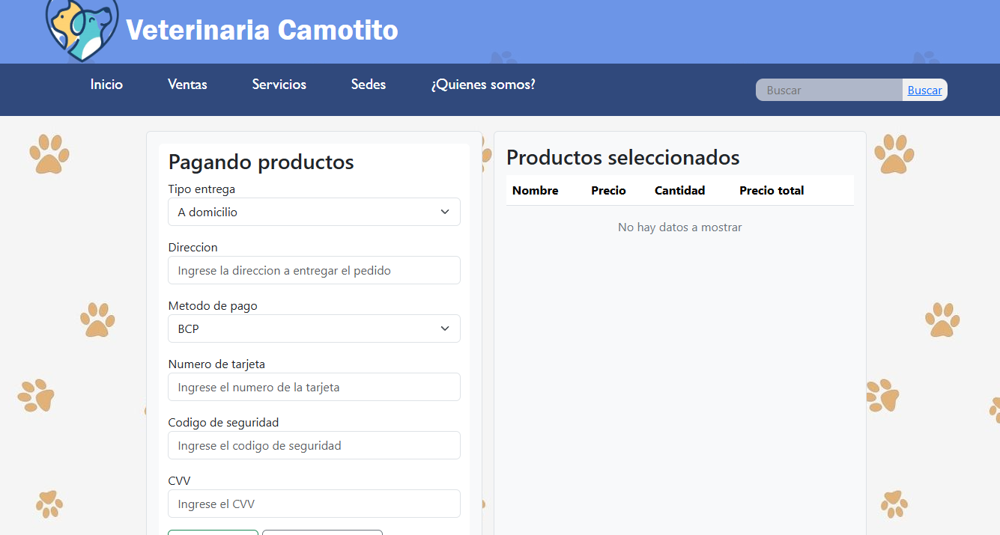 Veterinaria Camotito
Inicio Ventas Servicios Sedes ¿Quienes somos?
Buscar Buscar
Pagando productos
Tipo entrega
A domicilio
Direccion
Ingrese la direccion a entregar el pedido
Metodo de pago
BCP
Numero de tarjeta
Ingrese el numero de la tarjeta
Codigo de seguridad
Ingrese el codigo de seguridad
CVV
Ingrese el CVV
Productos seleccionados
Nombre Precio Cantidad Precio total
No hay datos a mostrar